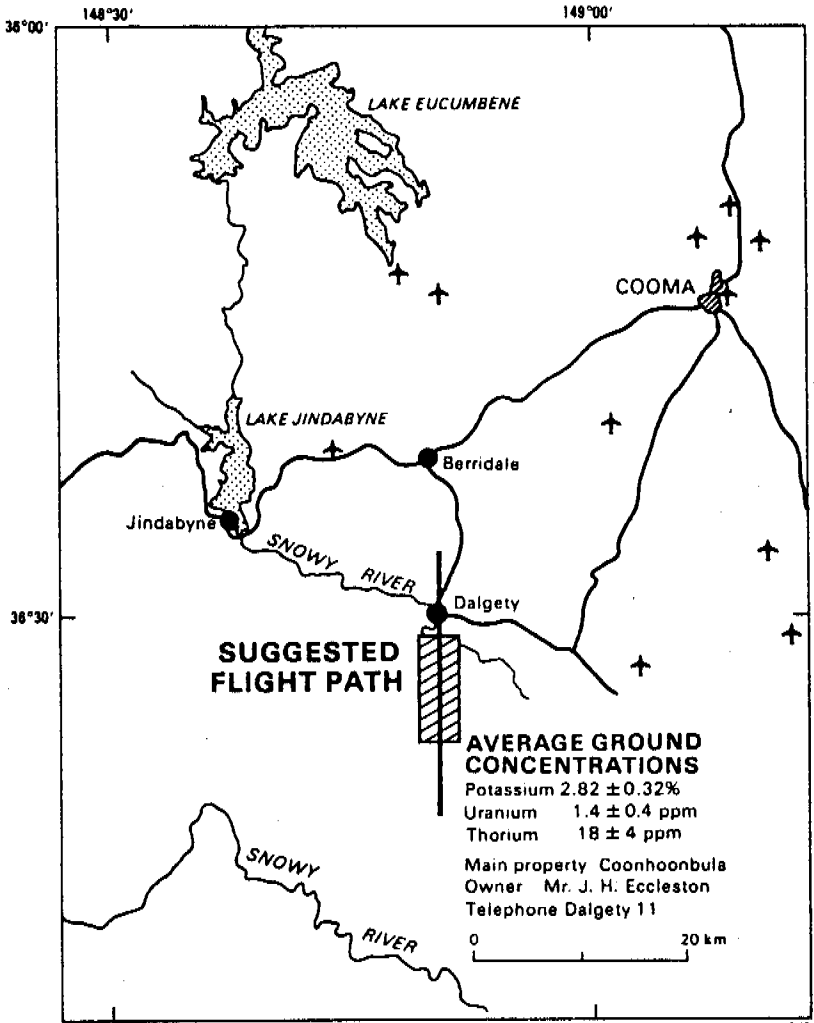 148°30'
149°00'
36°00'
LAKE EUCUMBENE
COOMA
LAKE JINDABYNE
Berridale
Jindabyne
SNOWY RIVER
Dalgety
36°30'
SUGGESTED
FLIGHT PATH
AVERAGE GROUND
CONCENTRATIONS
Potassium 2.82 ±0.32%
Uranium 1.4 ±0.4 ppm
Thorium 18 ± 4 ppm
Main property Coonhoonbula
Owner Mr. J. H. Eccleston
Telephone Dalgety 11
0 20 km
SNOWY
RIVER